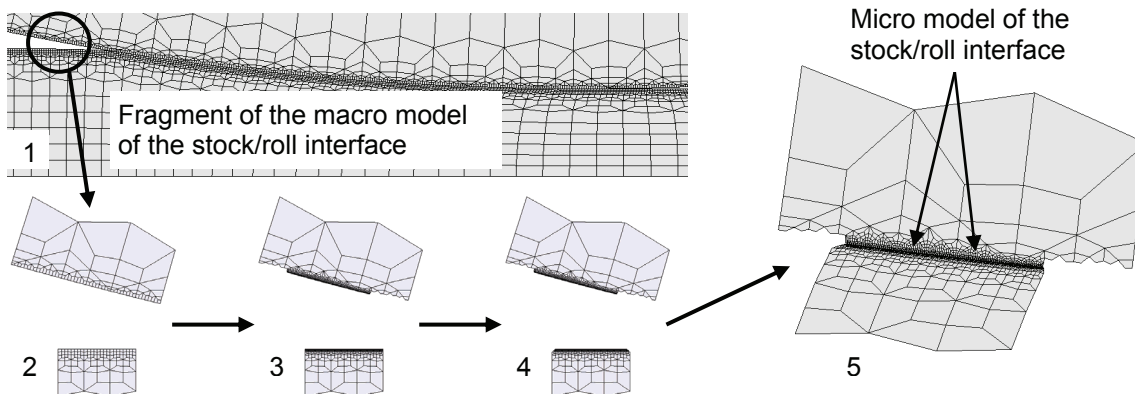 Micro model of the
stock/roll interface
Fragment of the macro model
of the stock/roll interface
1
2
3
4
5